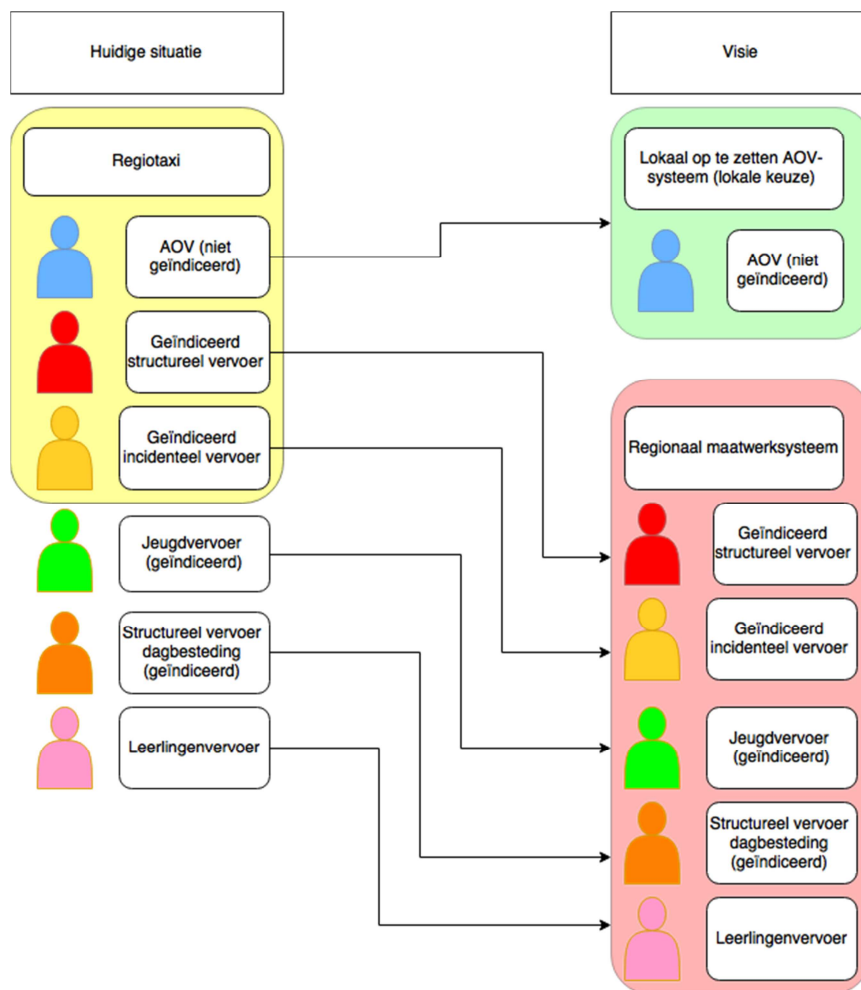 Huidige situatie
Visie
Regiotaxi
AOV (niet
geïndiceerd)
Geïndiceerd
structureel vervoer
Geïndiceerd
incidenteel vervoer
Jeugdvervoer
(geïndiceerd)
Structureel vervoer
dagbesteding
(geïndiceerd)
Leerlingenvervoer
Lokaal op te zetten AOV-
systeem (lokale keuze)
AOV (niet
geïndiceerd)
Regionaal maatwerksysteem
Geïndiceerd
structureel vervoer
Geïndiceerd
incidenteel vervoer
Jeugdvervoer
(geïndiceerd)
Structureel vervoer
dagbesteding
(geïndiceerd)
Leerlingenvervoer